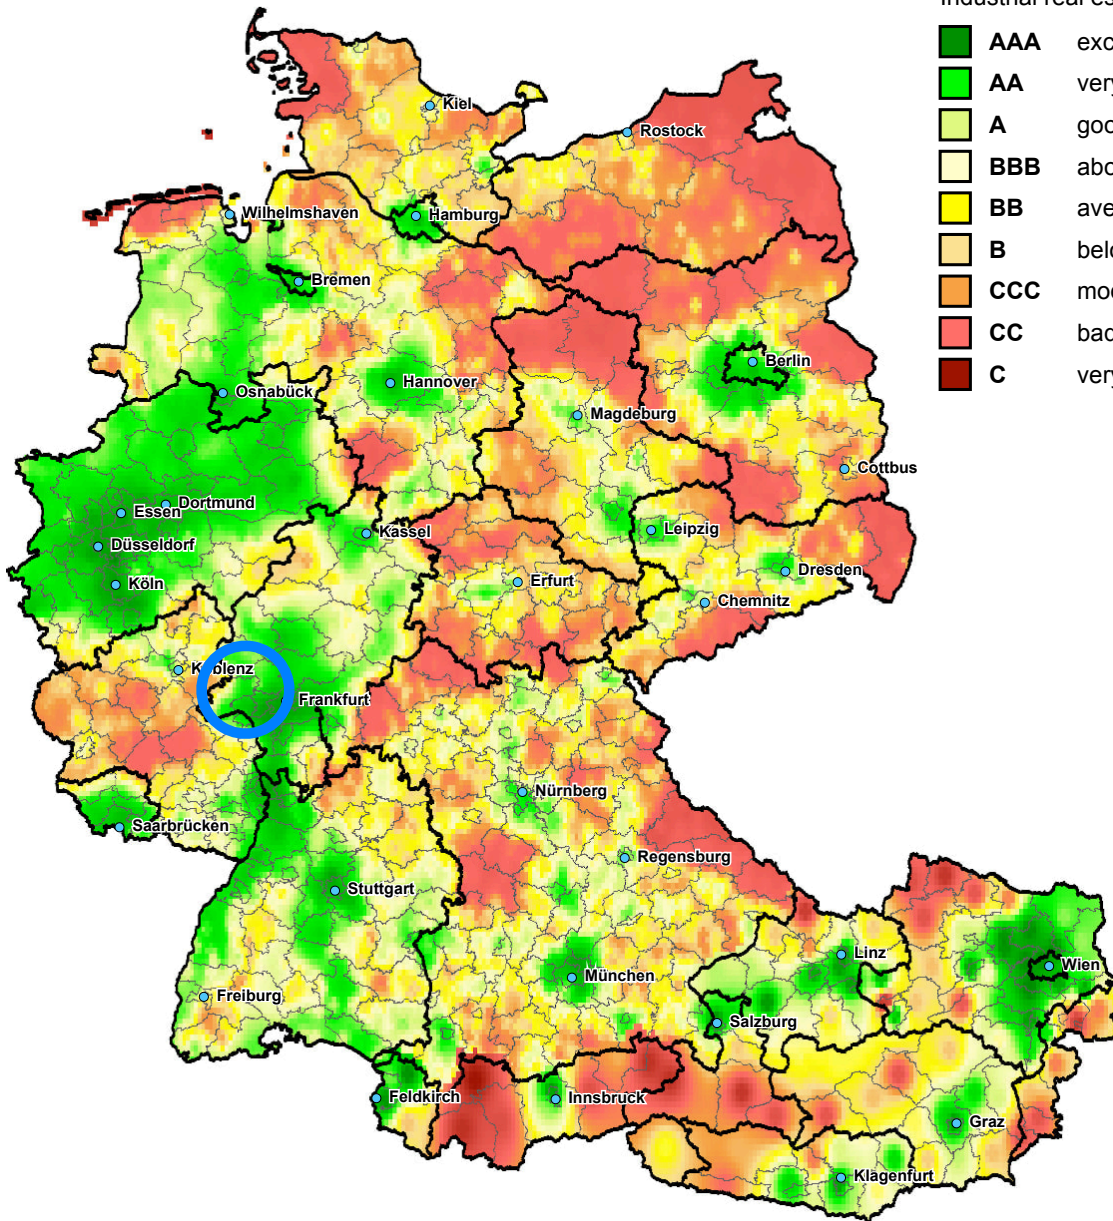 AAA
AA
A
BBB
BB
B
CCC
CC
C
Kiel
Rostock
Wilhelmshaven
Hamburg
Bremen
Berlin
Hannover
Osnabück
Magdeburg
Cottbus
Dortmund
Essen
Leipzig
Kassel
Düsseldorf
Dresden
Köln
Erfurt
Chemnitz
Frankfurt
Nürnberg
Saarbrücken
Regensburg
Stuttgart
Linz
Wien
München
Freiburg
Salzburg
Feldkirch
Innsbruck
Graz
Klagenfurt